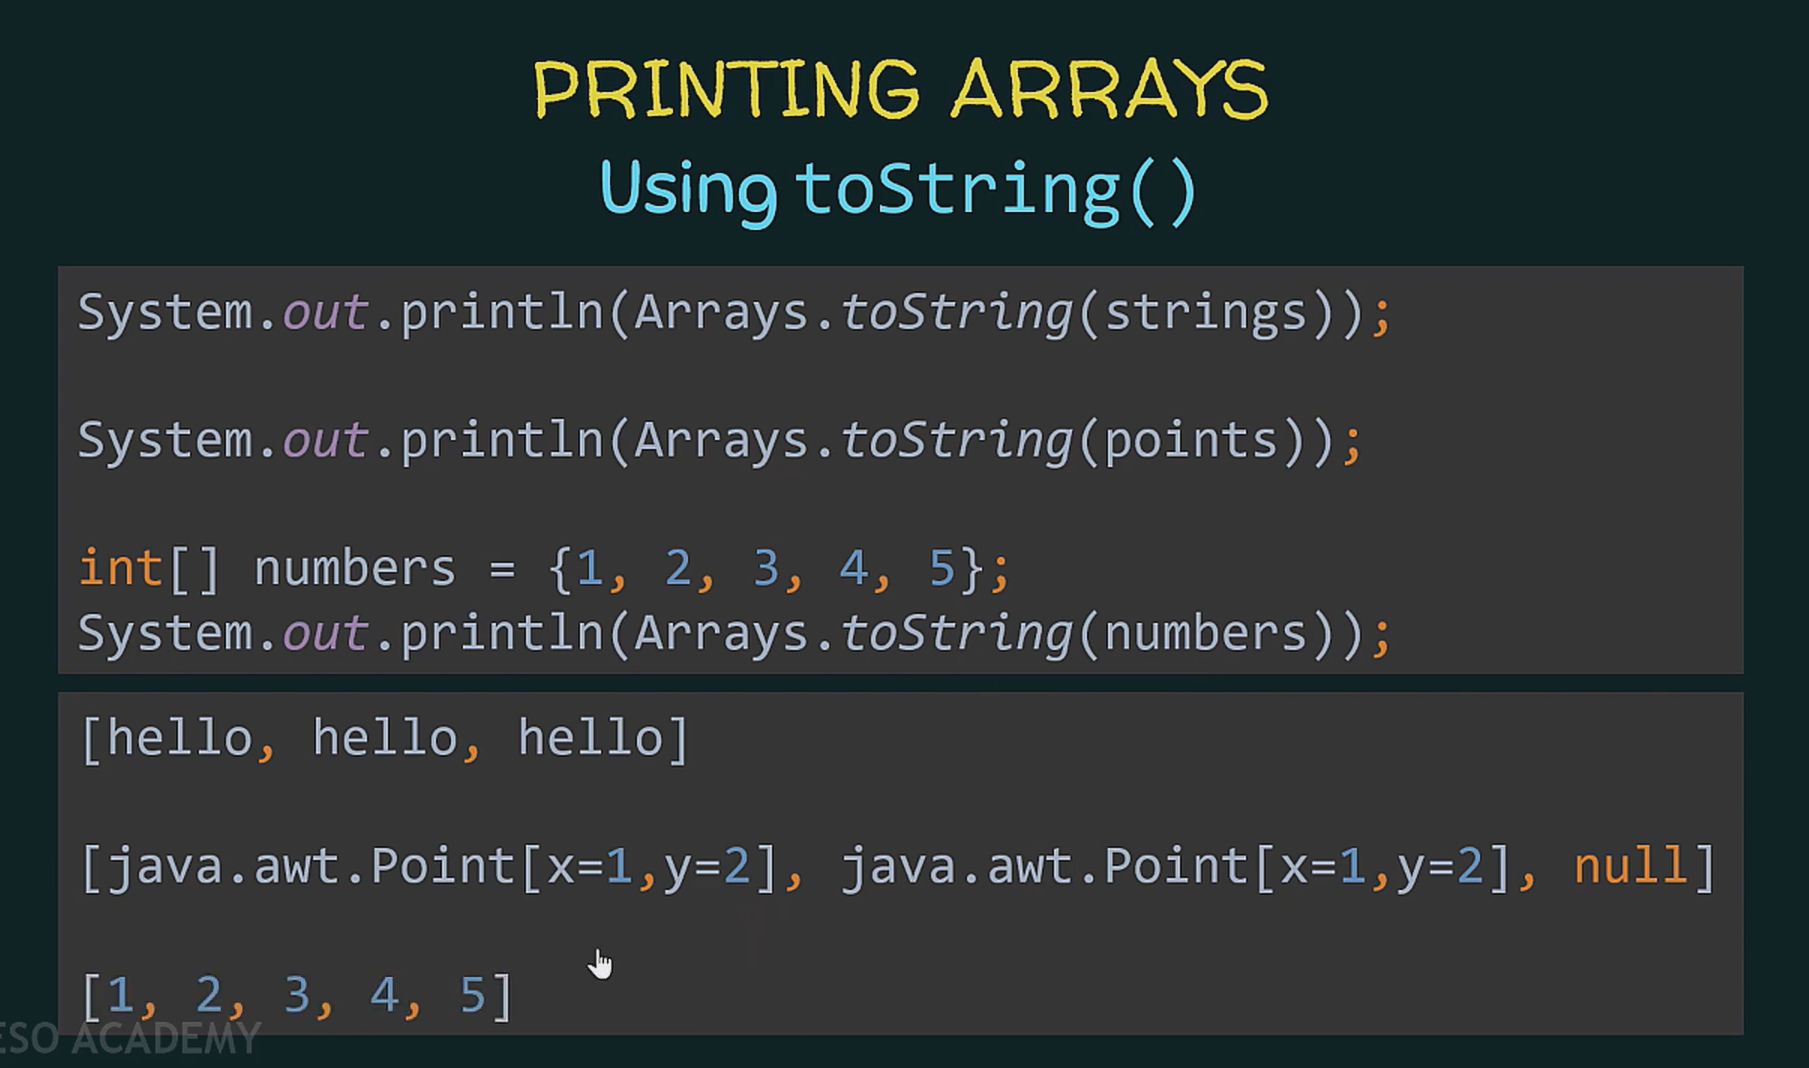 PRINTING ARRAYS
Using toString()
System.out.println(Arrays.toString(strings));
System.out.println(Arrays.toString(points));
int[] numbers = {1, 2, 3, 4, 5};
System.out.println(Arrays.toString(numbers));
[hello, hello, hello]
[java.awt.Point[x=1,y=2], java.awt.Point[x=1,y=2], null]
[1, 2, 3, 4, 5]
ESO ACADEMY